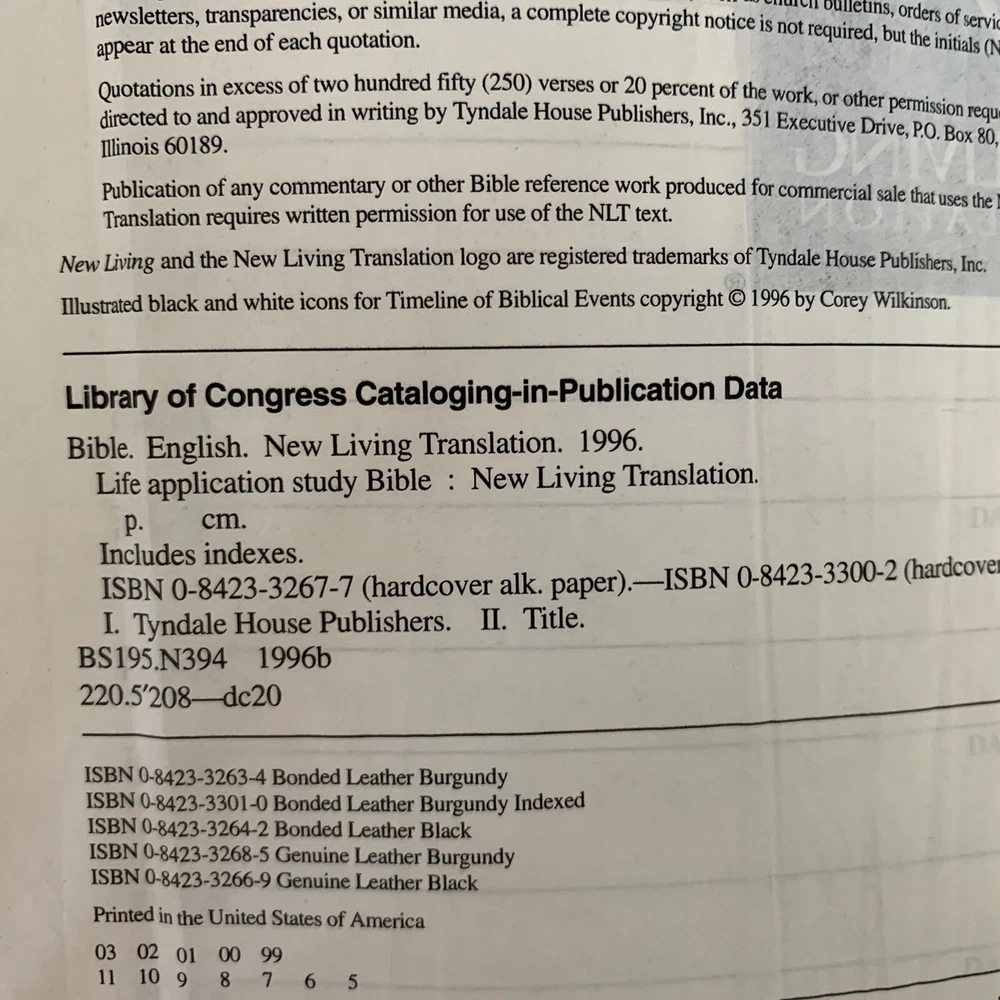 church bulletins, orders of
newsletters, transparencies, or similar media, a complete copyright notice is not required, but the initials
appear at the end of each quotation.
Quotations in excess of two hundred fifty (250) verses or 20 percent of the work, or other permission
directed to and approved in writing by Tyndale House Publishers, Inc., 351 Executive Drive, P.O. Box 80,
Illinois 60189.
Publication of any commentary or other Bible reference work produced for commercial sale that uses the
Translation requires written permission for use of the NLT text.
New Living and the New Living Translation logo are registered trademarks of Tyndale House Publishers, Inc.
Illustrated black and white icons for Timeline of Biblical Events copyright © 1996 by Corey Wilkinson.
Library of Congress Cataloging-in-Publication Data
Bible. English. New Living Translation. 1996.
Life application study Bible : New Living Translation.
p. cm.
Includes indexes.
ISBN 0-8423-3267-7 (hardcover alk. paper).—ISBN 0-8423-3300-2 (hardcover
I. Tyndale House Publishers. II. Title.
BS195.N394 1996b
220.5′208—dc20
ISBN 0-8423-3263-4 Bonded Leather Burgundy
ISBN 0-8423-3301-0 Bonded Leather Burgundy Indexed
ISBN 0-8423-3264-2 Bonded Leather Black
ISBN 0-8423-3268-5 Genuine Leather Burgundy
ISBN 0-8423-3266-9 Genuine Leather Black
Printed in the United States of America
03 02 01 00 99
11 10 9 8 7 6 5